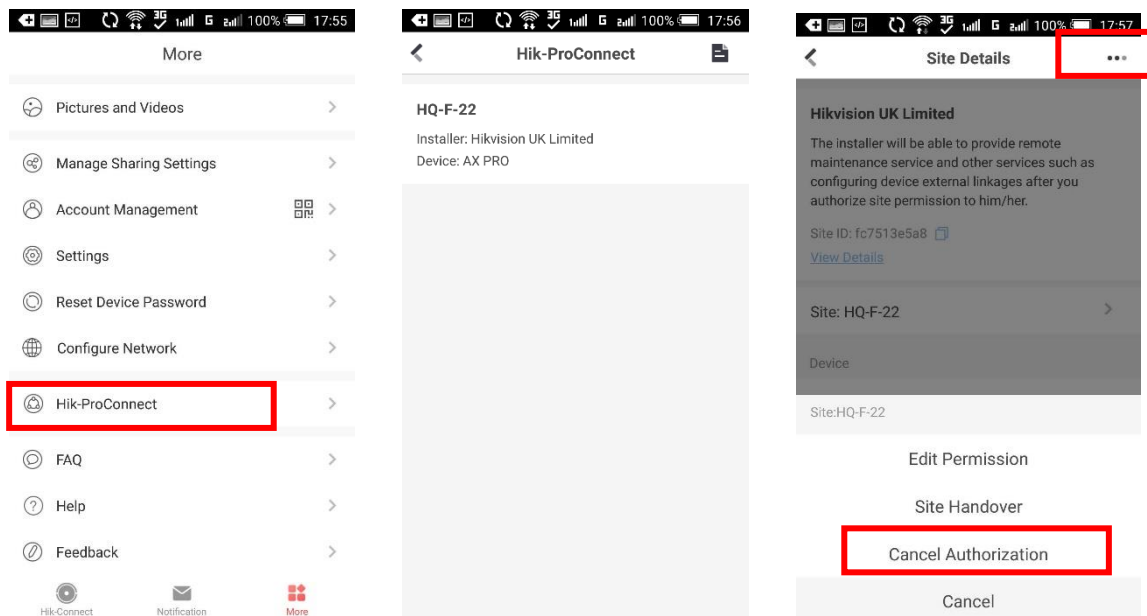 3G G 100% 17:55
More
Pictures and Videos
Manage Sharing Settings
Account Management
Settings
Reset Device Password
Configure Network
Hik-ProConnect
FAQ
Help
Feedback
Hik-Connect Notification More
3G G 100% 17:56
Hik-ProConnect
HQ-F-22
Installer: Hikvision UK Limited
Device: AX PRO
3G G 100% 17:57
Site Details
Hikvision UK Limited
The installer will be able to provide remote
maintenance service and other services such as
configuring device external linkages after you
authorize site permission to him/her.
Site ID: fc7513e5a8
View Details
Site: HQ-F-22
Device
Site:HQ-F-22
Edit Permission
Site Handover
Cancel Authorization
Cancel